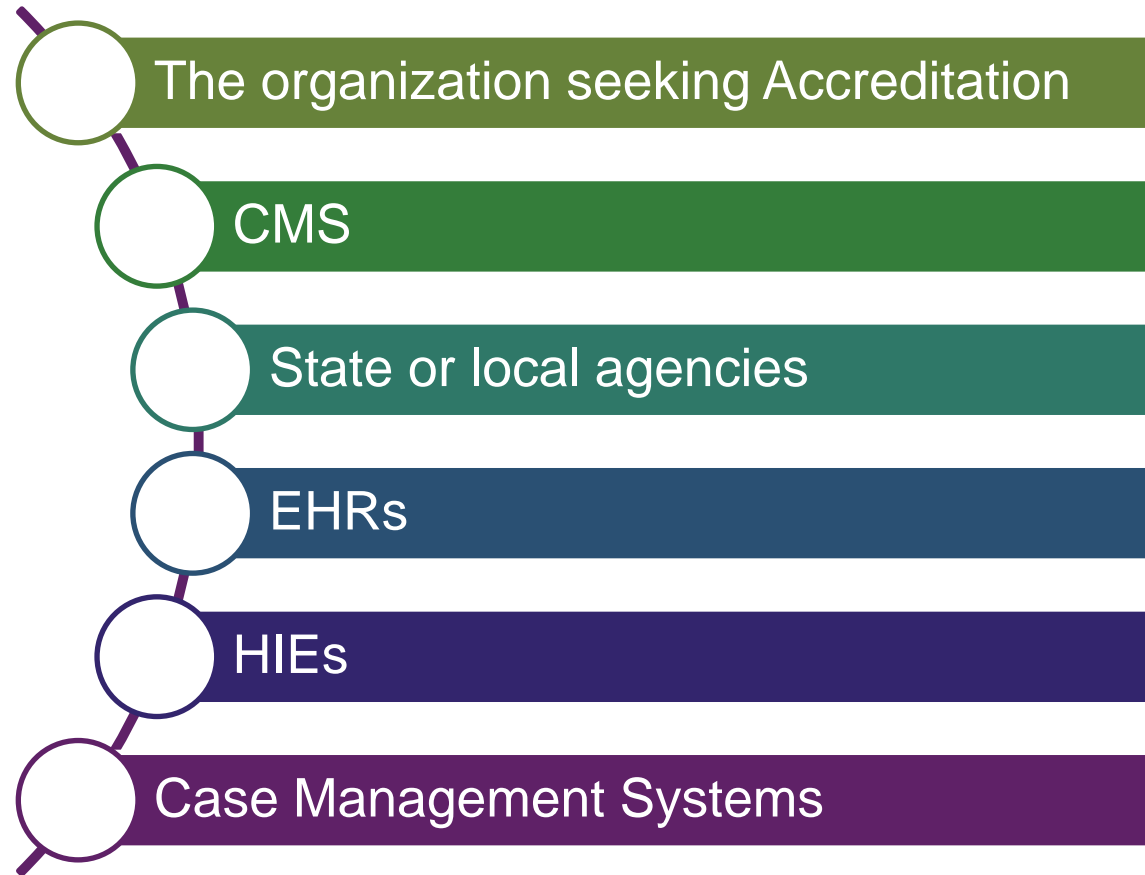 The organization seeking Accreditation
CMS
State or local agencies
EHRs
HIEs
Case Management Systems